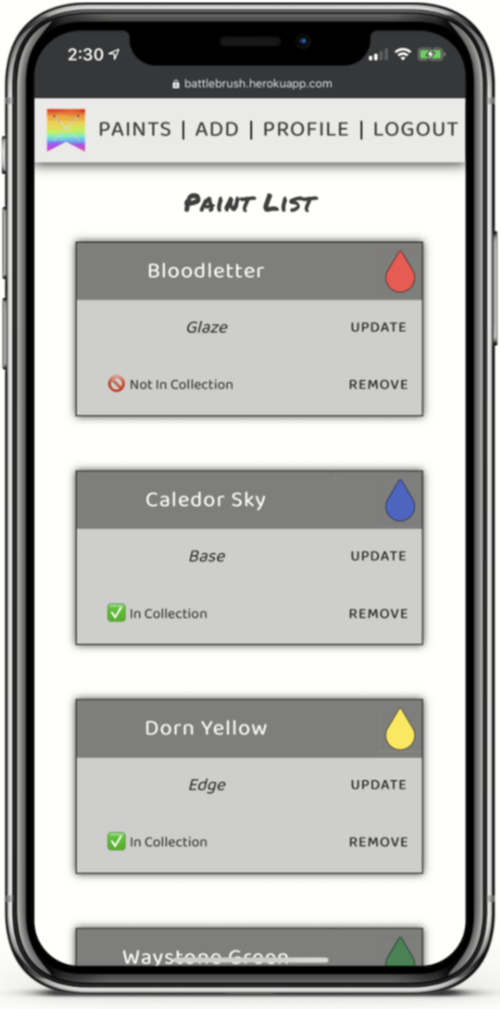 2:30
battlebrush.herokuapp.com
PAINTS | ADD | PROFILE | LOGOUT
Paint List
Bloodletter
Glaze UPDATE
Not In Collection REMOVE
Caledor Sky
Base UPDATE
In Collection REMOVE
Dorn Yellow
Edge UPDATE
In Collection REMOVE
Waystone Green